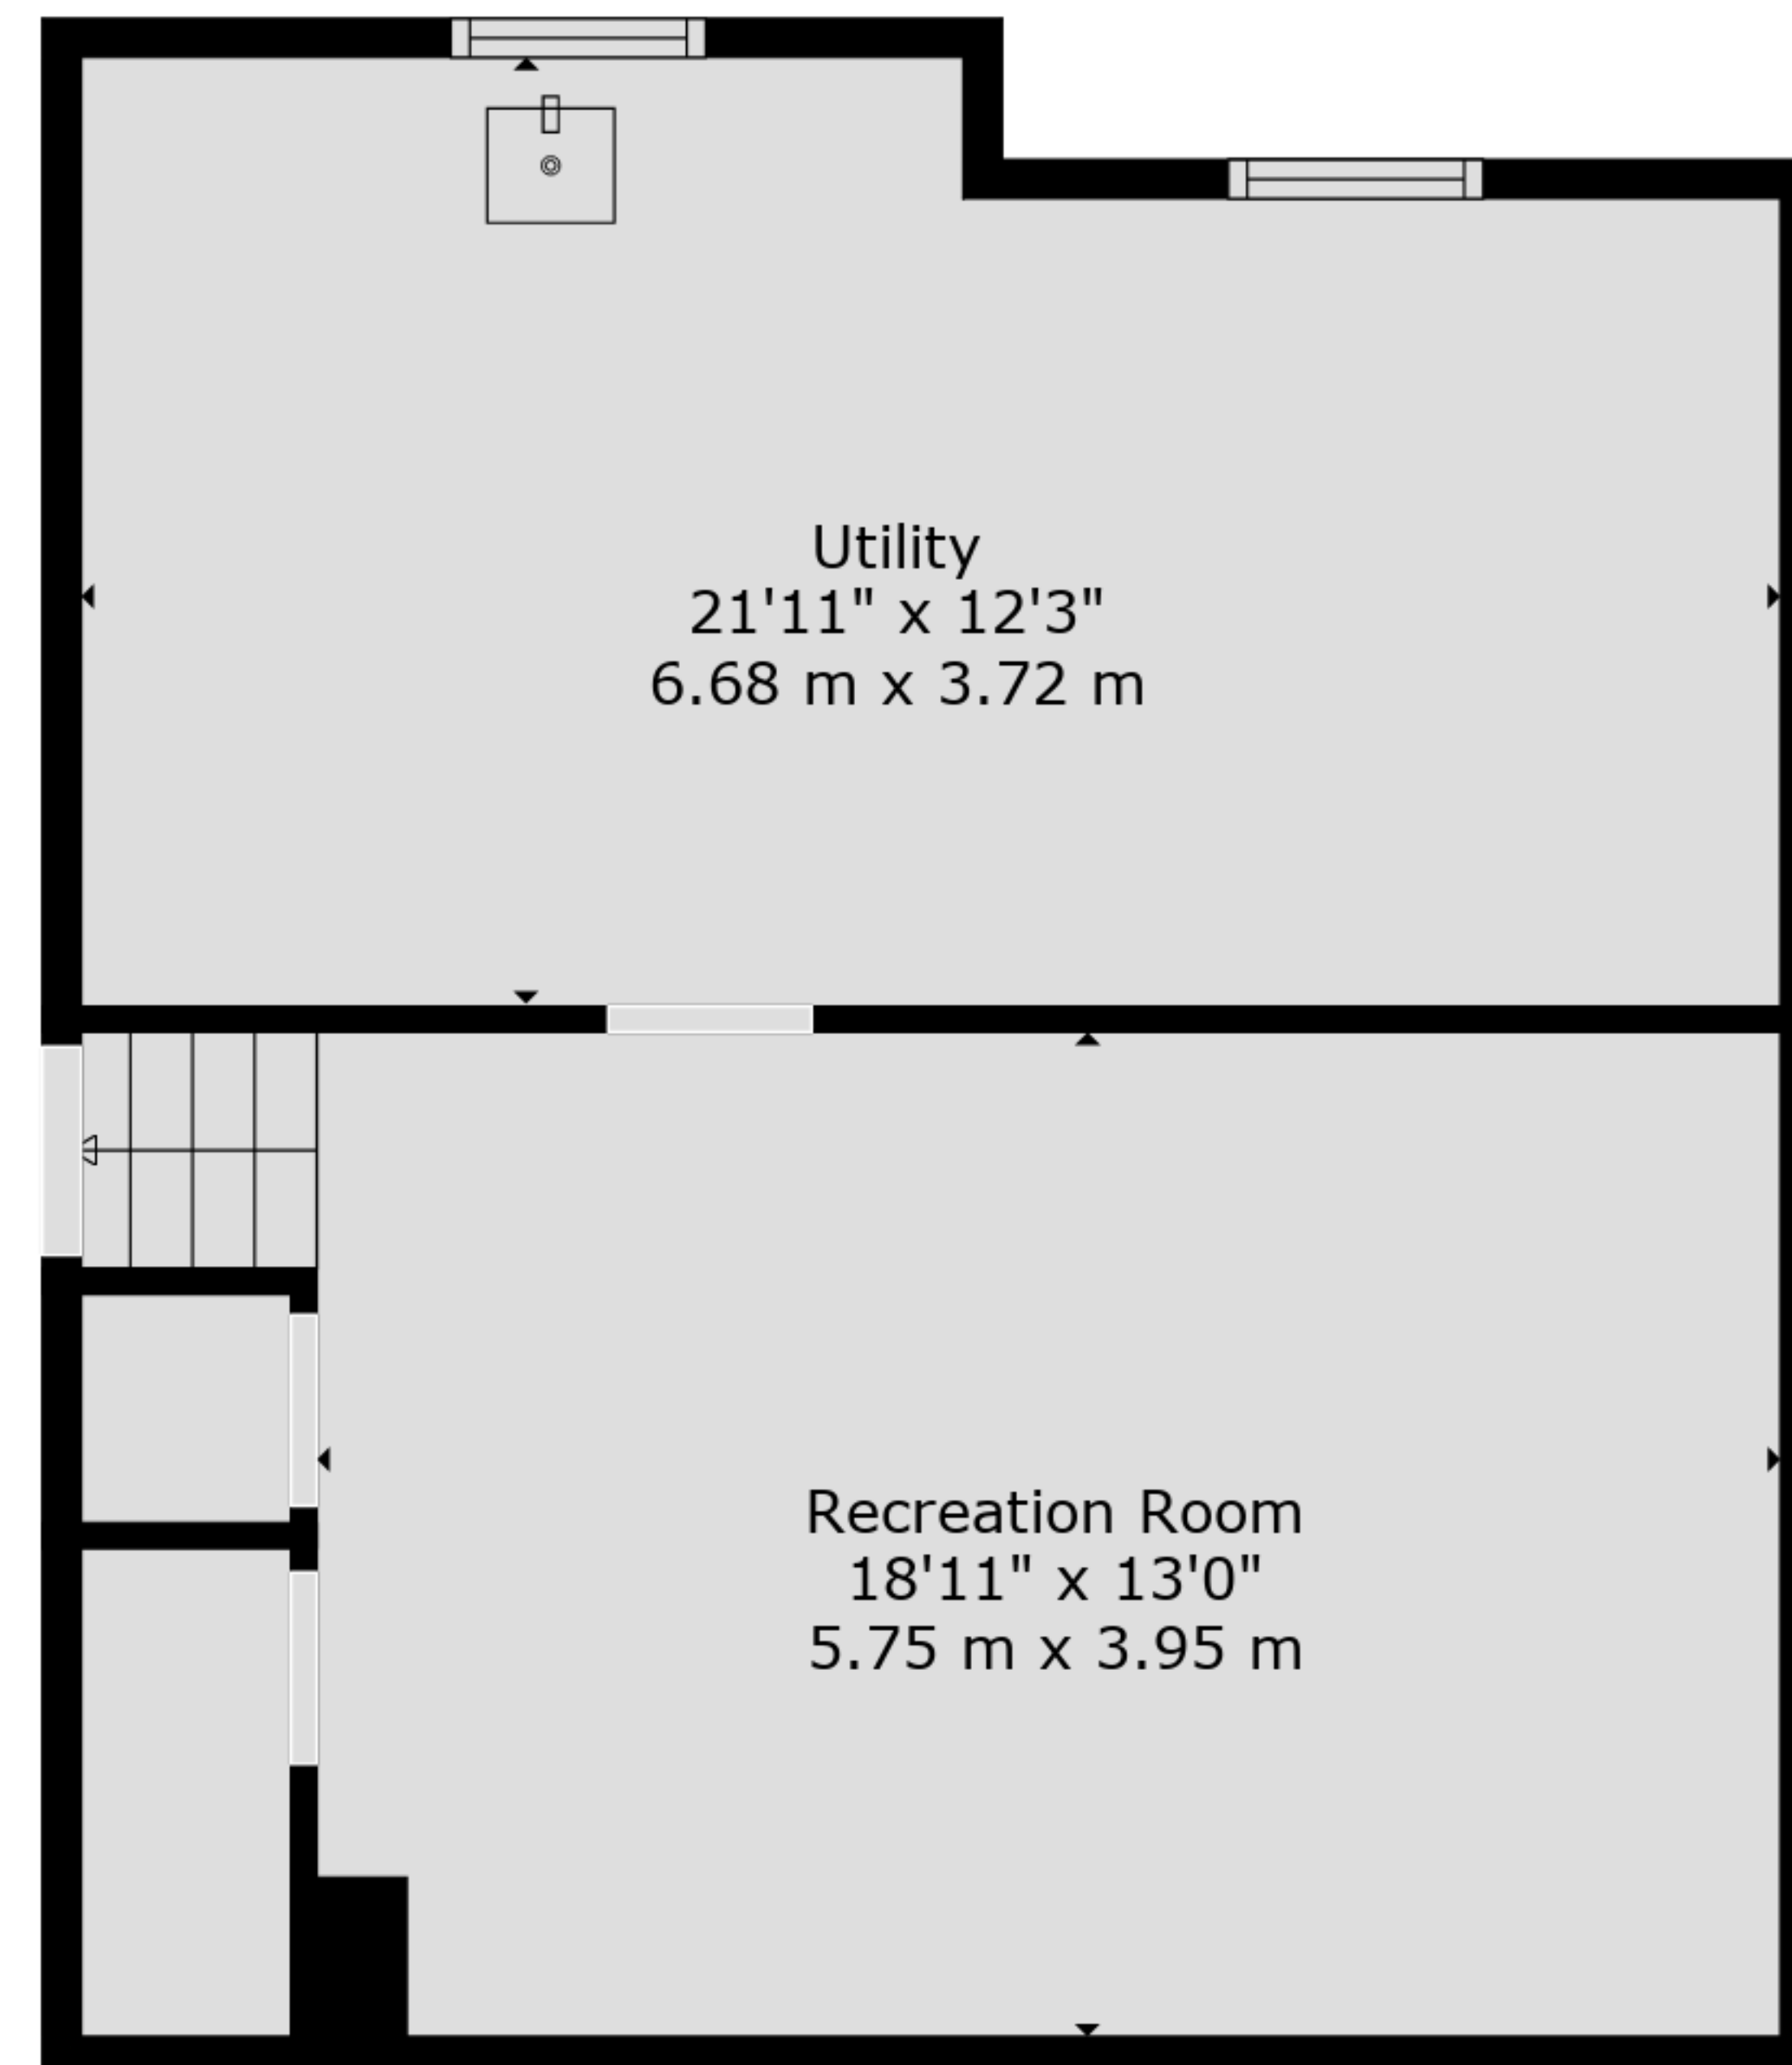 Utility
21'11" x 12'3"
6.68 m x 3.72 m
Recreation Room
18'11" x 13'0"
5.75 m x 3.95 m